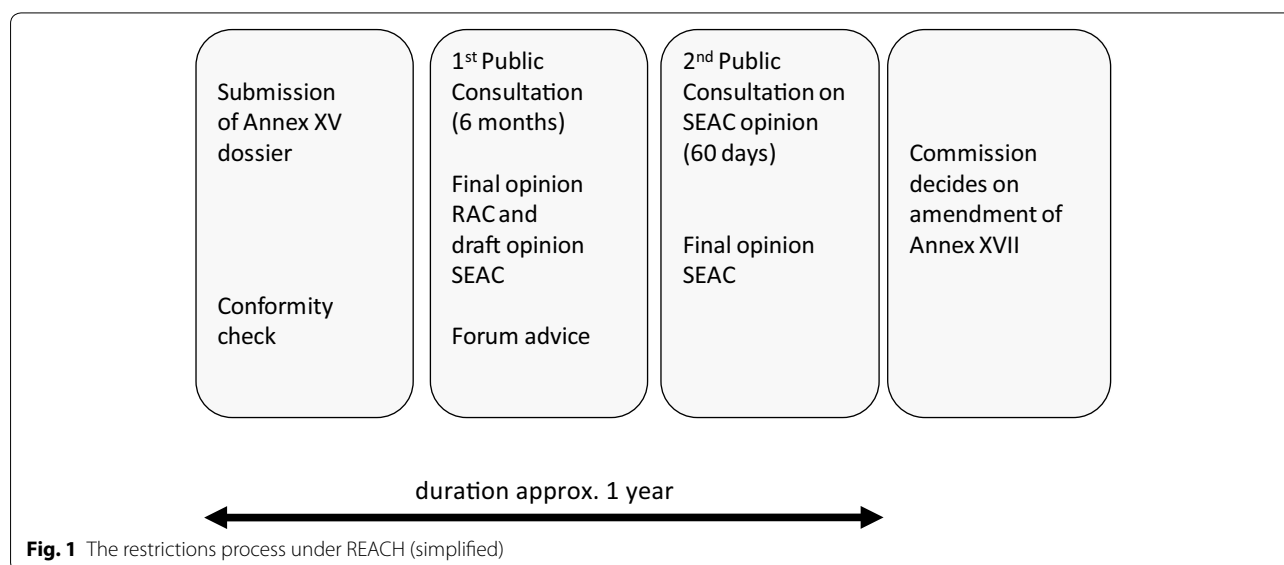 Submission
of Annex XV
dossier
Conformity
check
1st Public
Consultation
(6 months)
Final opinion
RAC and
draft opinion
SEAC
Forum advice
2nd Public
Consultation on
SEAC opinion
(60 days)
Final opinion
SEAC
Commission
decides on
amendment of
Annex XVII
duration approx. 1 year
Fig. 1 The restrictions process under REACH (simplified)